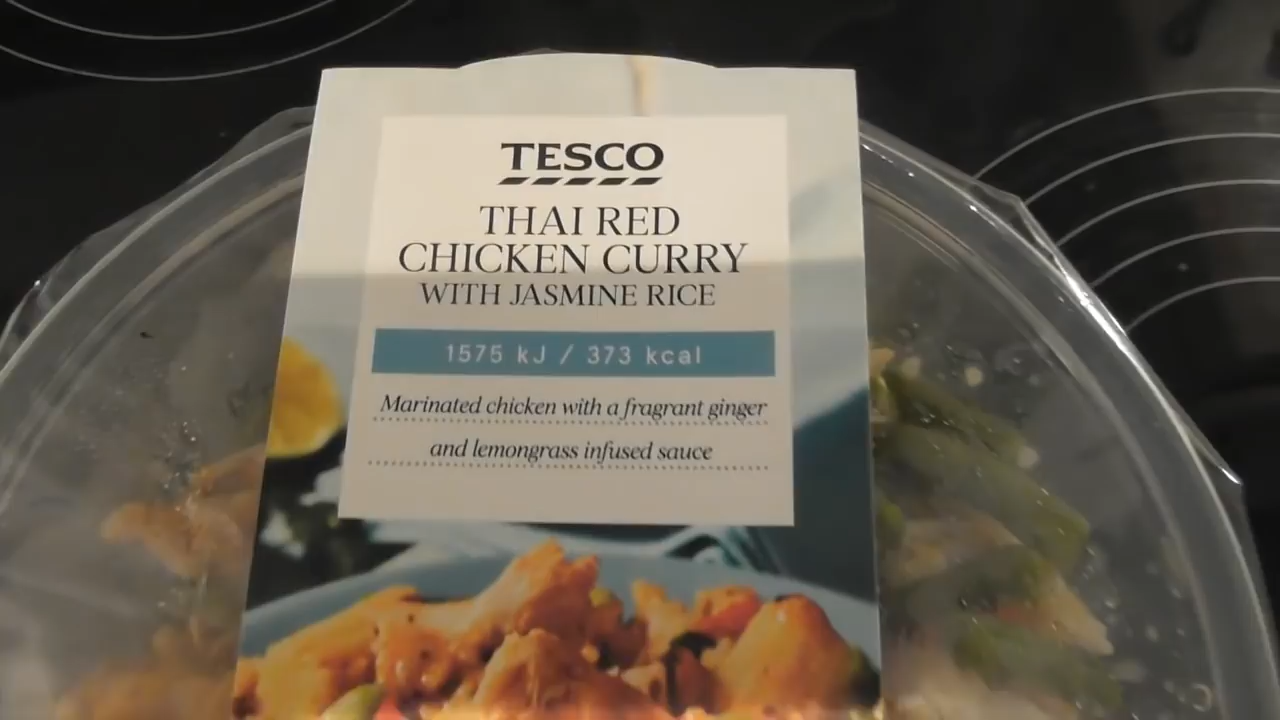 TESCO
THAI RED
CHICKEN CURRY
WITH JASMINE RICE
1575 kJ / 373 kcal
Marinated chicken with a fragrant ginger
and lemongrass infused sauce